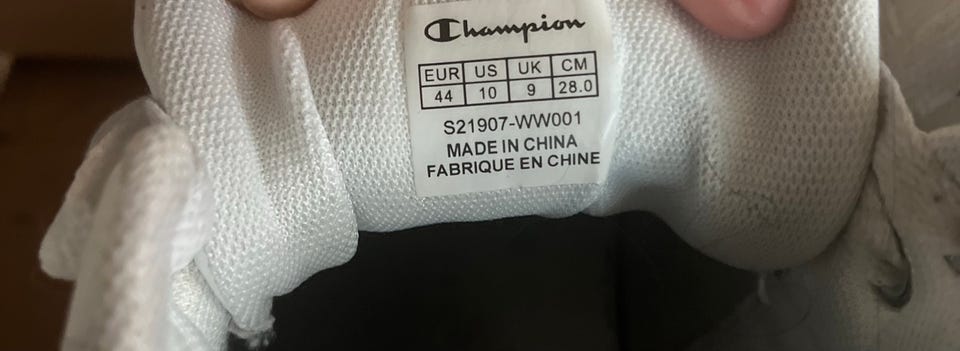 Champion
EUR US UK CM
44 10 9 28.0
S21907-WW001
MADE IN CHINA
FABRIQUE EN CHINE